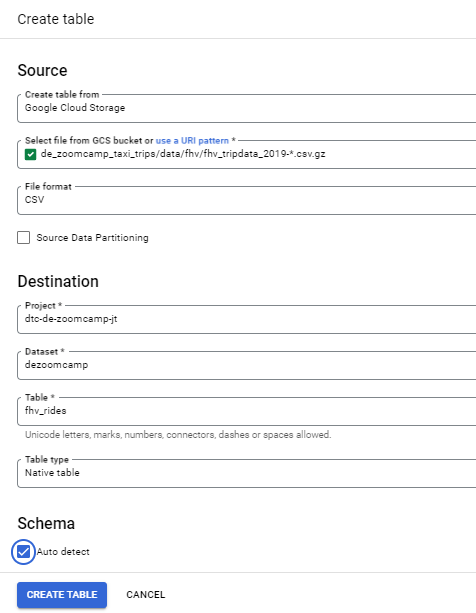 Create table
Source
Create table from
Google Cloud Storage
Select file from GCS bucket or use a URI pattern *
de_zoomcamp_taxi_trips/data/fhv/fhv_tripdata_2019-*.csv.gz
File format
CSV
Source Data Partitioning
Destination
Project *
dtc-de-zoomcamp-jt
Dataset *
dezoomcamp
Table *
fhv_rides
Unicode letters, marks, numbers, connectors, dashes or spaces allowed.
Table type
Native table
Schema
Auto detect
CREATE TABLE CANCEL